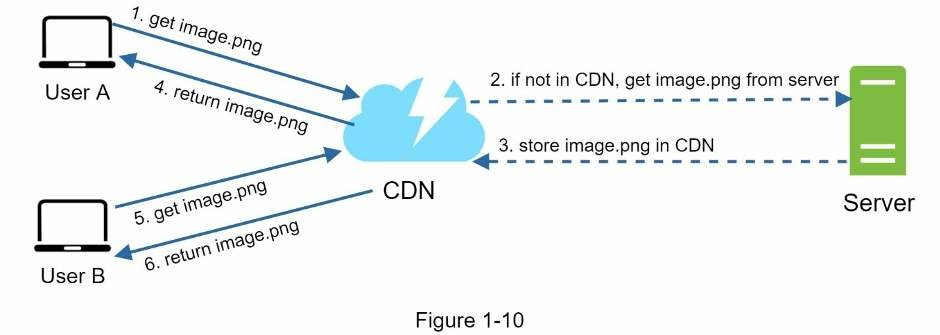 1. get image.png
2. if not in CDN, get image.png from server
User A
4. return image.png
3. store image.png in CDN
CDN
Server
5. get image.png
6. return image.png
User B
Figure 1-10